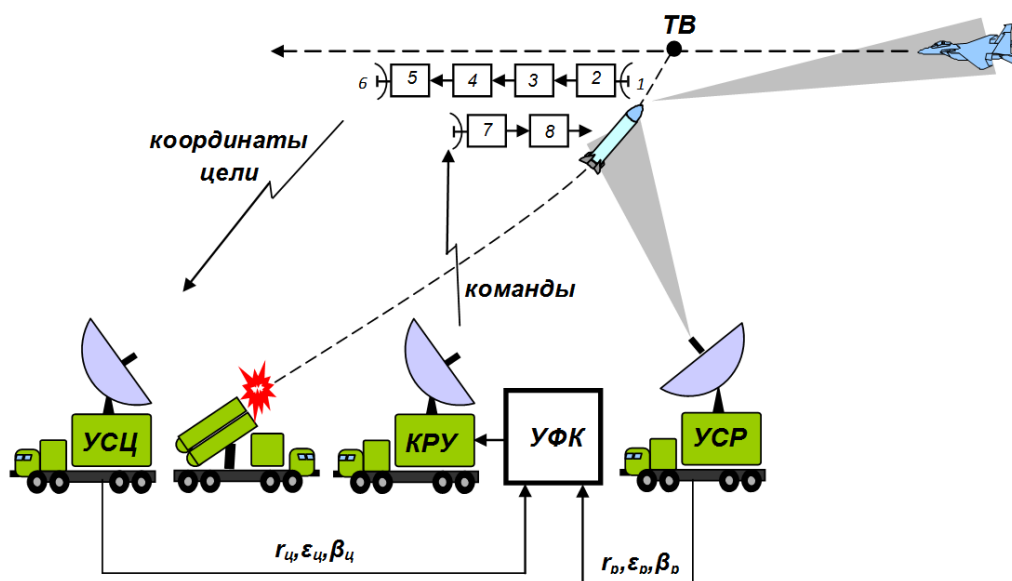 ТВ
6 5 4 3 2 1
7 8
координаты
цели
команды
УСЦ
КРУ
УФК
УСР
rц,εц,βц
rр,εр,βр